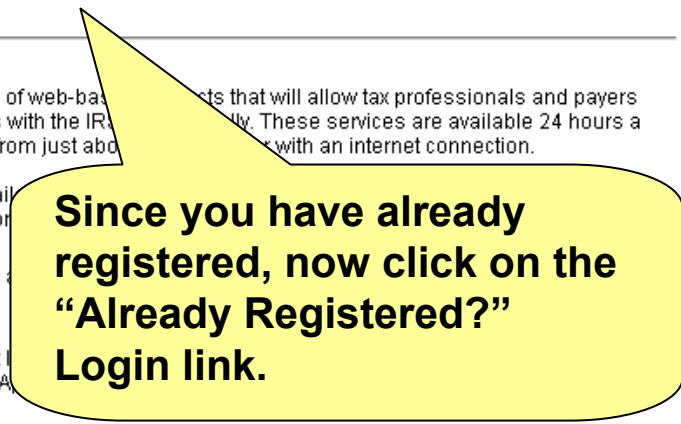 of web-bas cts that will allow tax professionals and payers
with the IR lly. These services are available 24 hours a
rom just abo r with an internet connection.
Since you have already
registered, now click on the
“Already Registered?”
Login link.